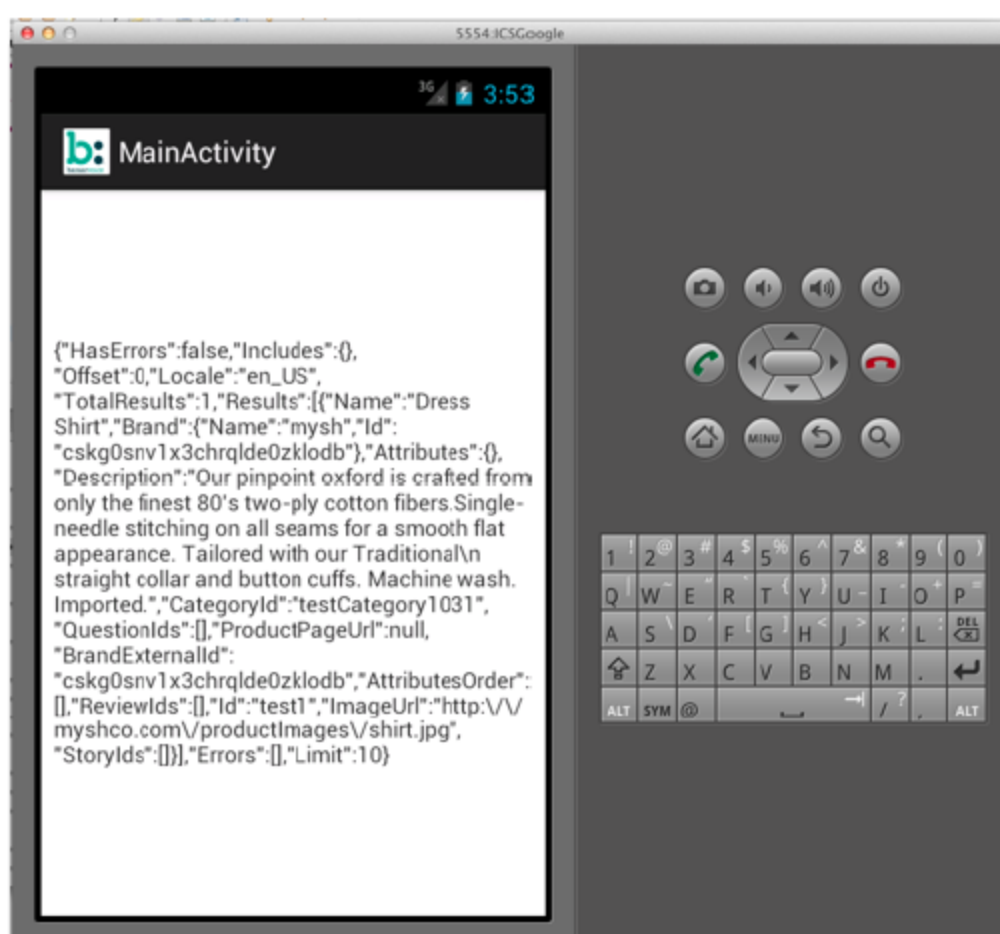 5554:ICSGoogle
3G 3:53
b: MainActivity
{"HasErrors":false,"Includes":{},
"Offset":0,"Locale":"en_US",
"TotalResults":1,"Results":[{"Name":"Dress
Shirt","Brand":{"Name":"mysh","Id":
"cskg0snv1x3chrqlde0zklodb"},"Attributes":{},
"Description":"Our pinpoint oxford is crafted from
only the finest 80's two-ply cotton fibers.Single-
needle stitching on all seams for a smooth flat
appearance. Tailored with our Traditional\n
straight collar and button cuffs. Machine wash.
Imported.","CategoryId":"testCategory1031",
"QuestionIds":[],"ProductPageUrl":null,
"BrandExternalId":
"cskg0snv1x3chrqlde0zklodb","AttributesOrder":
[],"ReviewIds":[],"Id":"test1","ImageUrl":"http:\/\/
myshco.com\/productImages\/shirt.jpg",
"StoryIds":[]}],"Errors":[],"Limit":10}
MENU
1 ! 2 @ 3 # 4 $ 5 % 6 ^ 7 & 8 * 9 ( 0 )
Q | W ~ E " R ` T { Y } U - I - O + P =
A S \ D ' F [ G ] H < J > K ; L : DEL
Z X C V B N M .
ALT SYM @ / ? , ALT